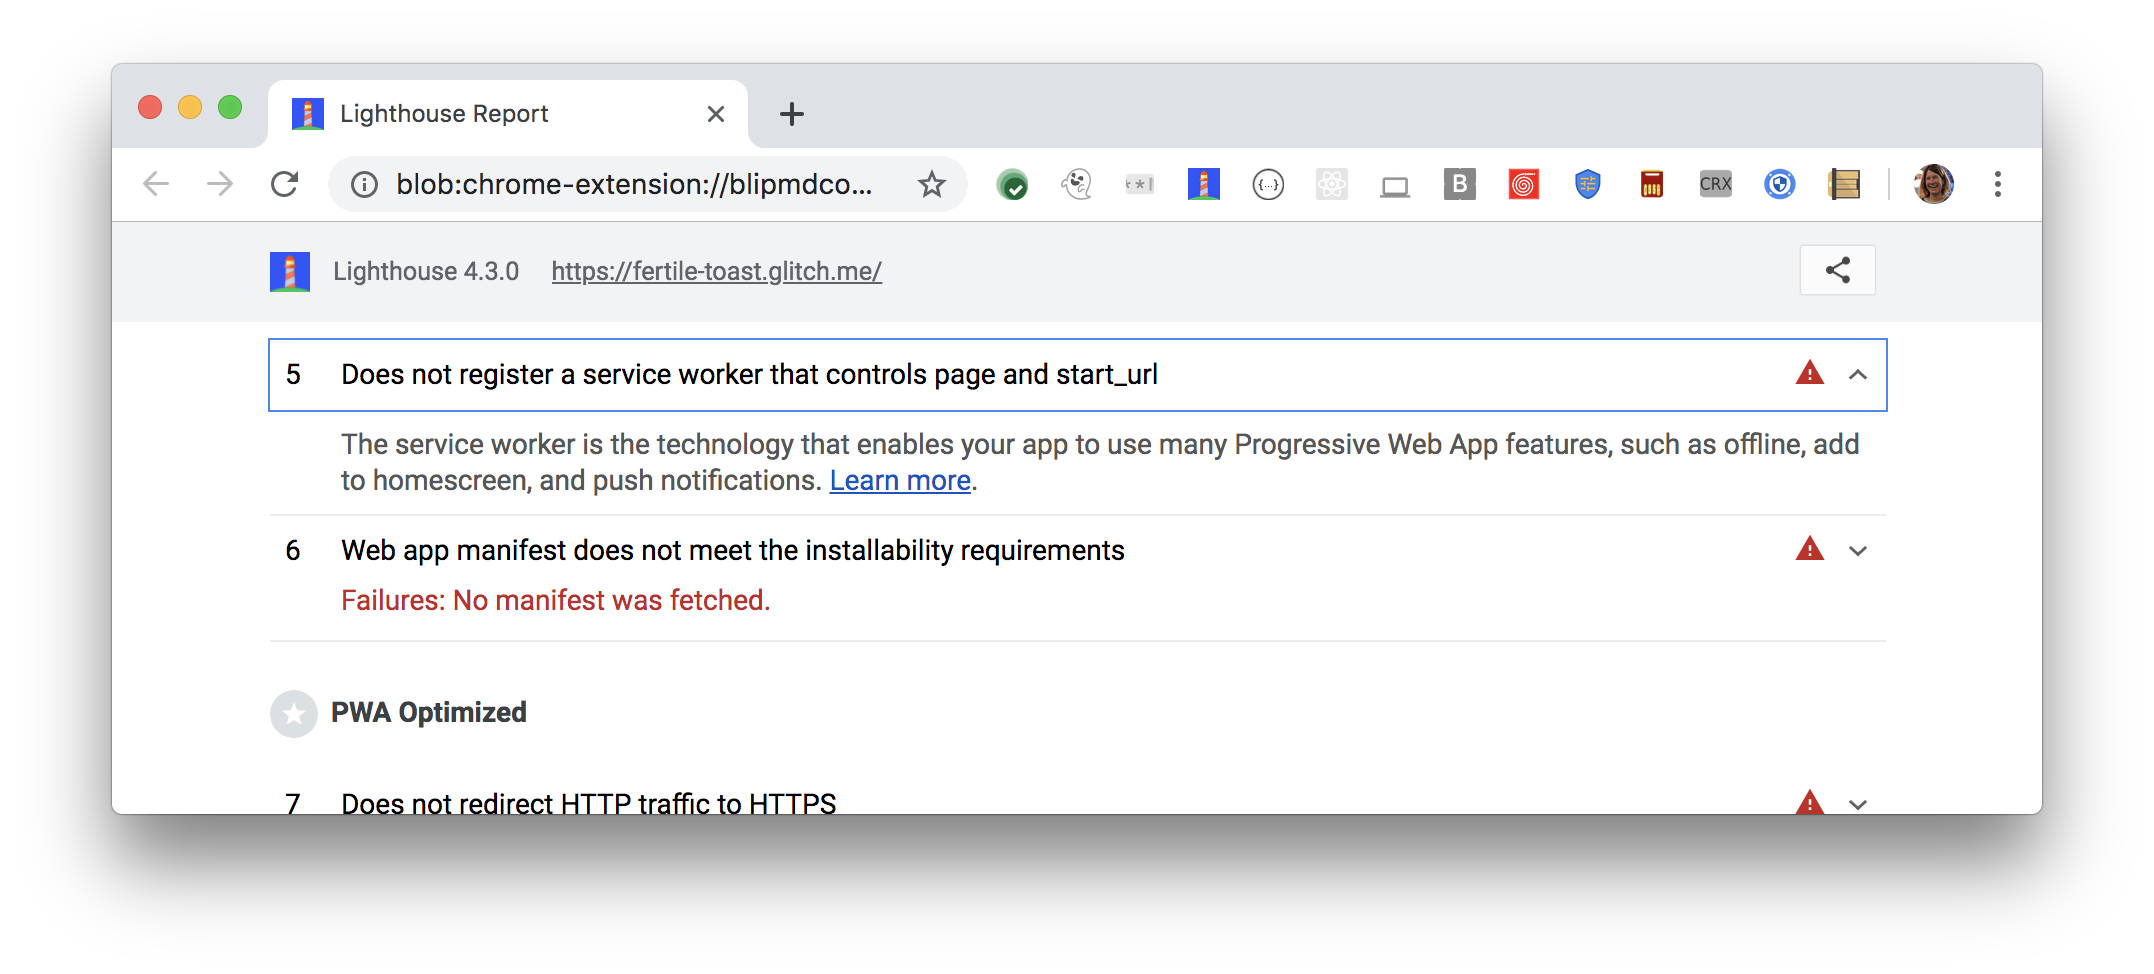 Lighthouse Report
blob:chrome-extension://blipmdco...
{...}
**|
B
CRX
Lighthouse 4.3.0
https://fertile-toast.glitch.me/
5
Does not register a service worker that controls page and start_url
The service worker is the technology that enables your app to use many Progressive Web App features, such as offline, add
to homescreen, and push notifications. Learn more.
6
Web app manifest does not meet the installability requirements
Failures: No manifest was fetched.
PWA Optimized
7
Does not redirect HTTP traffic to HTTPS